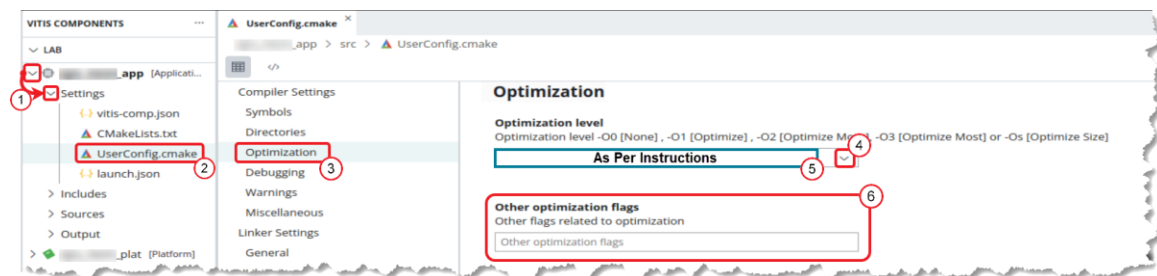 VITIS COMPONENTS ...
LAB
_app [Applicati...
1
Settings
vitis-comp.json
CMakeLists.txt
UserConfig.cmake
2
launch.json
Includes
Sources
Output
_plat [Platform]
UserConfig.cmake ×
_app > src > UserConfig.cmake
</>
Compiler Settings
Symbols
Directories
Optimization
3
Debugging
Warnings
Miscellaneous
Linker Settings
General
Optimization
Optimization level
Optimization level -O0 [None] , -O1 [Optimize] , -O2 [Optimize Mo , -O3 [Optimize Most] or -Os [Optimize Size]
4
As Per Instructions
5
6
Other optimization flags
Other flags related to optimization
Other optimization flags